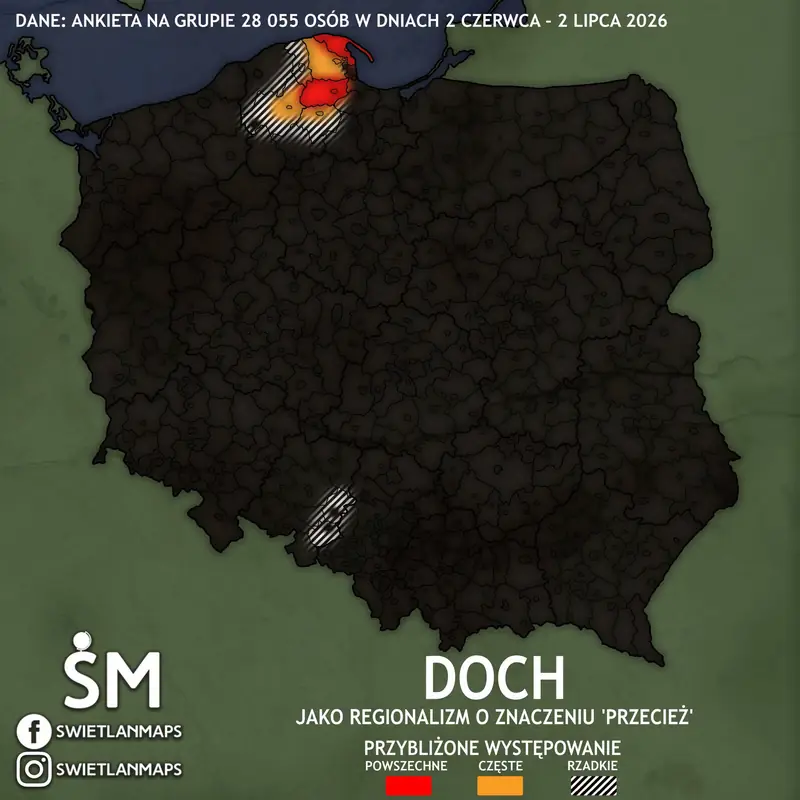 DANE: ANKIETA NA GRUPIE 28 055 OSÓB W DNIACH 2 CZERWCA - 2 LIPCA 2026
ŚM
SWIETLANMAPS
SWIETLANMAPS
DOCH
JAKO REGIONALIZM O ZNACZENIU 'PRZECIEŻ'
PRZYBLIŻONE WYSTĘPOWANIE
POWSZECHNE CZĘSTE RZADKIE